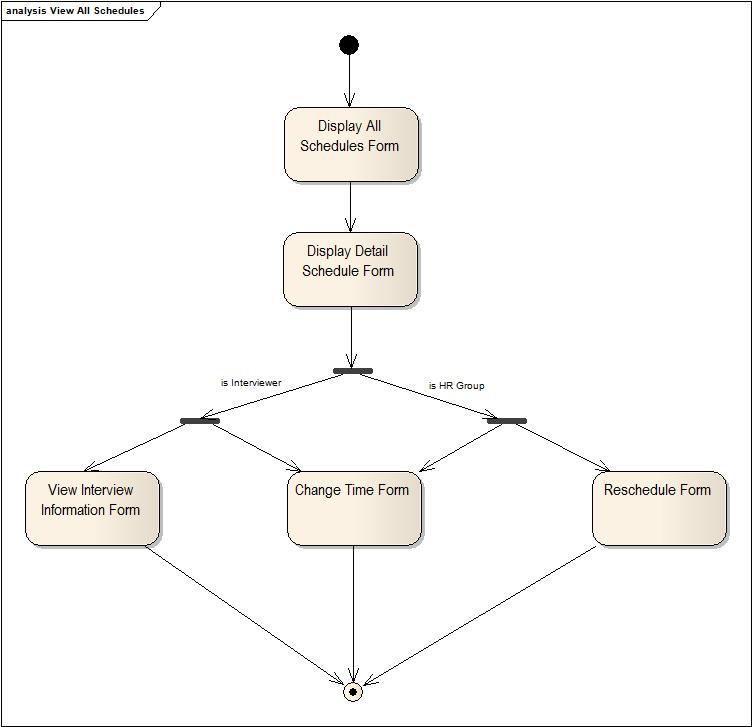 analysis View All Schedules
Display All
Schedules Form
Display Detail
Schedule Form
is Interviewer
is HR Group
View Interview
Information Form
Change Time Form
Reschedule Form